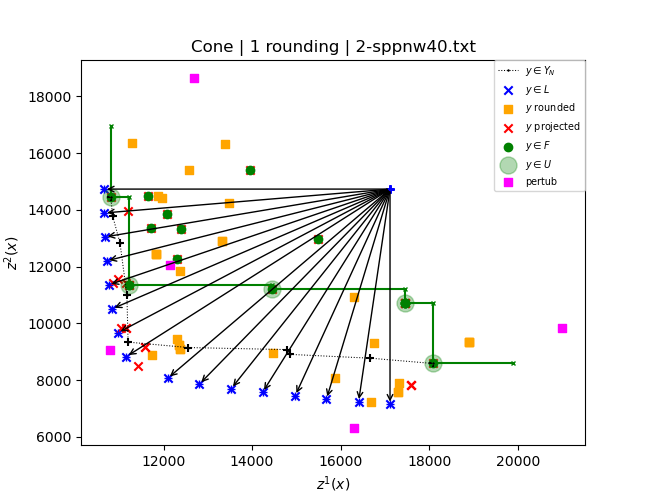 Cone | 1 rounding | 2-sppnw40.txt
y ∈ Y_N
y ∈ L
y rounded
y projected
y ∈ F
y ∈ U
pertub
18000
16000
14000
12000
10000
8000
6000
z²(x)
12000 14000 16000 18000 20000
z¹(x)